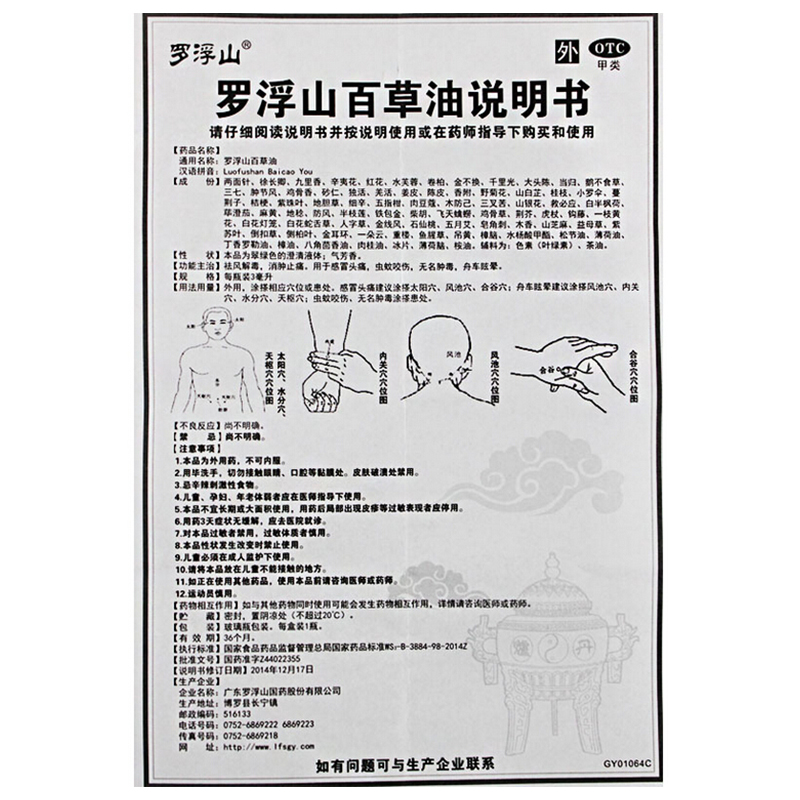 罗浮山®
外 OTC
甲类
罗浮山百草油说明书
请仔细阅读说明书并按说明使用或在药师指导下购买和使用
【药品名称】
通用名称：罗浮山百草油
汉语拼音：Luofushan Baicao You
【成 份】两面针、徐长卿、九里香、辛夷花、红花、水芙蓉、卷柏、金不换、千里光、大头陈、当归、鹅不食草、
三七、肿节风、鸡骨香、砂仁、独活、羌活、姜皮、陈皮、香附、野菊花、山白芷、桂枝、小罗伞、蔓
荆子、桔梗、紫珠叶、地胆草、细辛、五指柑、肉豆蔻、木防己、三叉苦、山银花、救必应、白半枫荷、
荜澄茄、麻黄、地稔、防风、半枝莲、铁包金、柴胡、飞天蠄蟧、鸡骨草、荆芥、虎杖、钩藤、一枝黄
花、白花灯笼、白花蛇舌草、人字草、金线风、石仙桃、五月艾、皂角刺、木香、山芝麻、益母草、紫
苏叶、侧扣草、侧柏叶、金耳环、一朵云、重楼、鱼腥草、吊黄、樟脑、水杨酸甲酯、松节油、薄荷油、
丁香罗勒油、樟油、八角茴香油、肉桂油、冰片、薄荷脑、桉油。辅料为：色素（叶绿素）、茶油。
【性 状】本品为翠绿色的澄清液体；气芳香。
【功能主治】祛风解毒，消肿止痛。用于感冒头痛，虫蚊咬伤，无名肿毒，舟车眩晕。
【规 格】每瓶装3毫升
【用法用量】外用，涂搽相应穴位或患处。感冒头痛建议涂搽太阳穴、风池穴、合谷穴；舟车眩晕建议涂搽风池穴、内关
穴、水分穴、天枢穴；虫蚊咬伤，无名肿毒涂搽患处。
太阳穴、水分穴、
天枢穴穴位图
内关穴穴位图
风池
风池穴穴位图
合谷
合谷穴穴位图
【不良反应】尚不明确。
【禁 忌】尚不明确。
【注意事项】
1.本品为外用药，不可内服。
2.用毕洗手，切勿接触眼睛、口腔等黏膜处。皮肤破溃处禁用。
3.忌辛辣刺激性食物。
4.儿童、孕妇、年老体弱者应在医师指导下使用。
5.本品不宜长期或大面积使用，用药后局部出现皮疹等过敏表现者应停用。
6.用药3天症状无缓解，应去医院就诊。
7.对本品过敏者禁用，过敏体质者慎用。
8.本品性状发生改变时禁止使用。
9.儿童必须在成人监护下使用。
10.请将本品放在儿童不能接触的地方。
11.如正在使用其他药品，使用本品前请咨询医师或药师。
12.运动员慎用。
【药物相互作用】如与其他药物同时使用可能会发生药物相互作用，详情请咨询医师或药师。
【贮 藏】密封，置阴凉处（不超过20℃）。
【包 装】玻璃瓶包装。每盒装1瓶。
【有 效 期】36个月。
【执行标准】国家食品药品监督管理总局国家药品标准WS₃-B-3884-98-2014Z
【批准文号】国药准字Z44022355
【说明书修订日期】2014年12月17日
【生产企业】
企业名称：广东罗浮山国药股份有限公司
生产地址：博罗县长宁镇
邮政编码：516133
电话号码：0752-6869222 6869223
传真号码：0752-6869218
网 址：http://www.lfsgy.com
如有问题可与生产企业联系
GY01064C